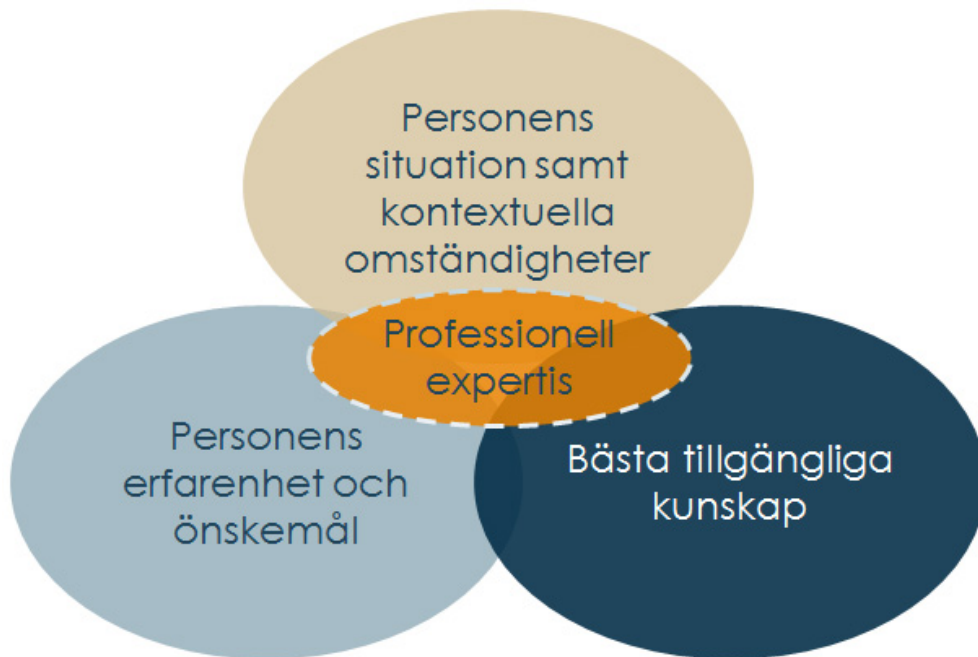 Personens
situation samt
kontextuella
omständigheter
Professionell
expertis
Personens
erfarenhet och
önskemål
Bästa tillgängliga
kunskap